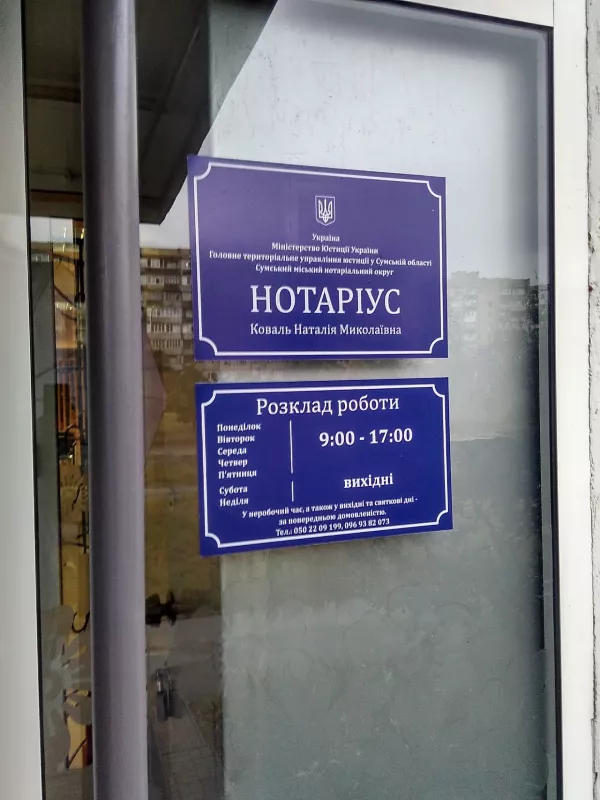 Україна
Міністерство Юстиції України
Головне територіальне управління юстиції у Сумській області
Сумський міський нотаріальний округ
НОТАРІУС
Коваль Наталія Миколаївна
Розклад роботи
Понеділок
Вівторок
Середа
Четвер
П'ятниця
9:00 - 17:00
Субота
Неділя
вихідні
У неробочий час, а також у вихідні та святкові дні -
за попередньою домовленістю.
Тел.: 050 22 09 199, 096 93 82 073